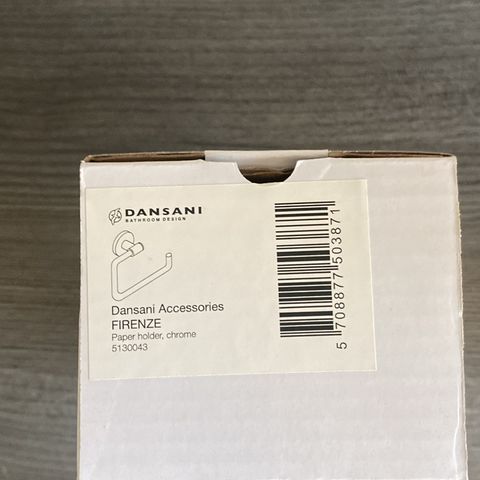 DANSANI
BATHROOM DESIGN
Dansani Accessories
FIRENZE
Paper holder, chrome
5130043
5 708877 503871